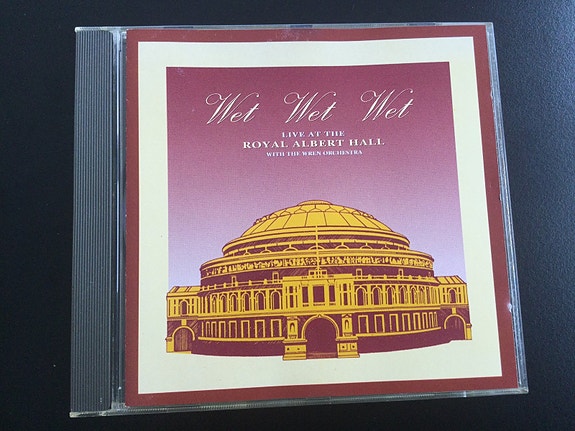 Wet Wet Wet
LIVE AT THE
ROYAL ALBERT HALL
WITH THE WREN ORCHESTRA